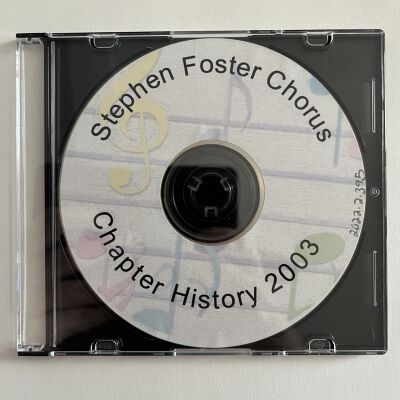 Stephen Foster Chorus
Chapter History 2003
2022.2.395